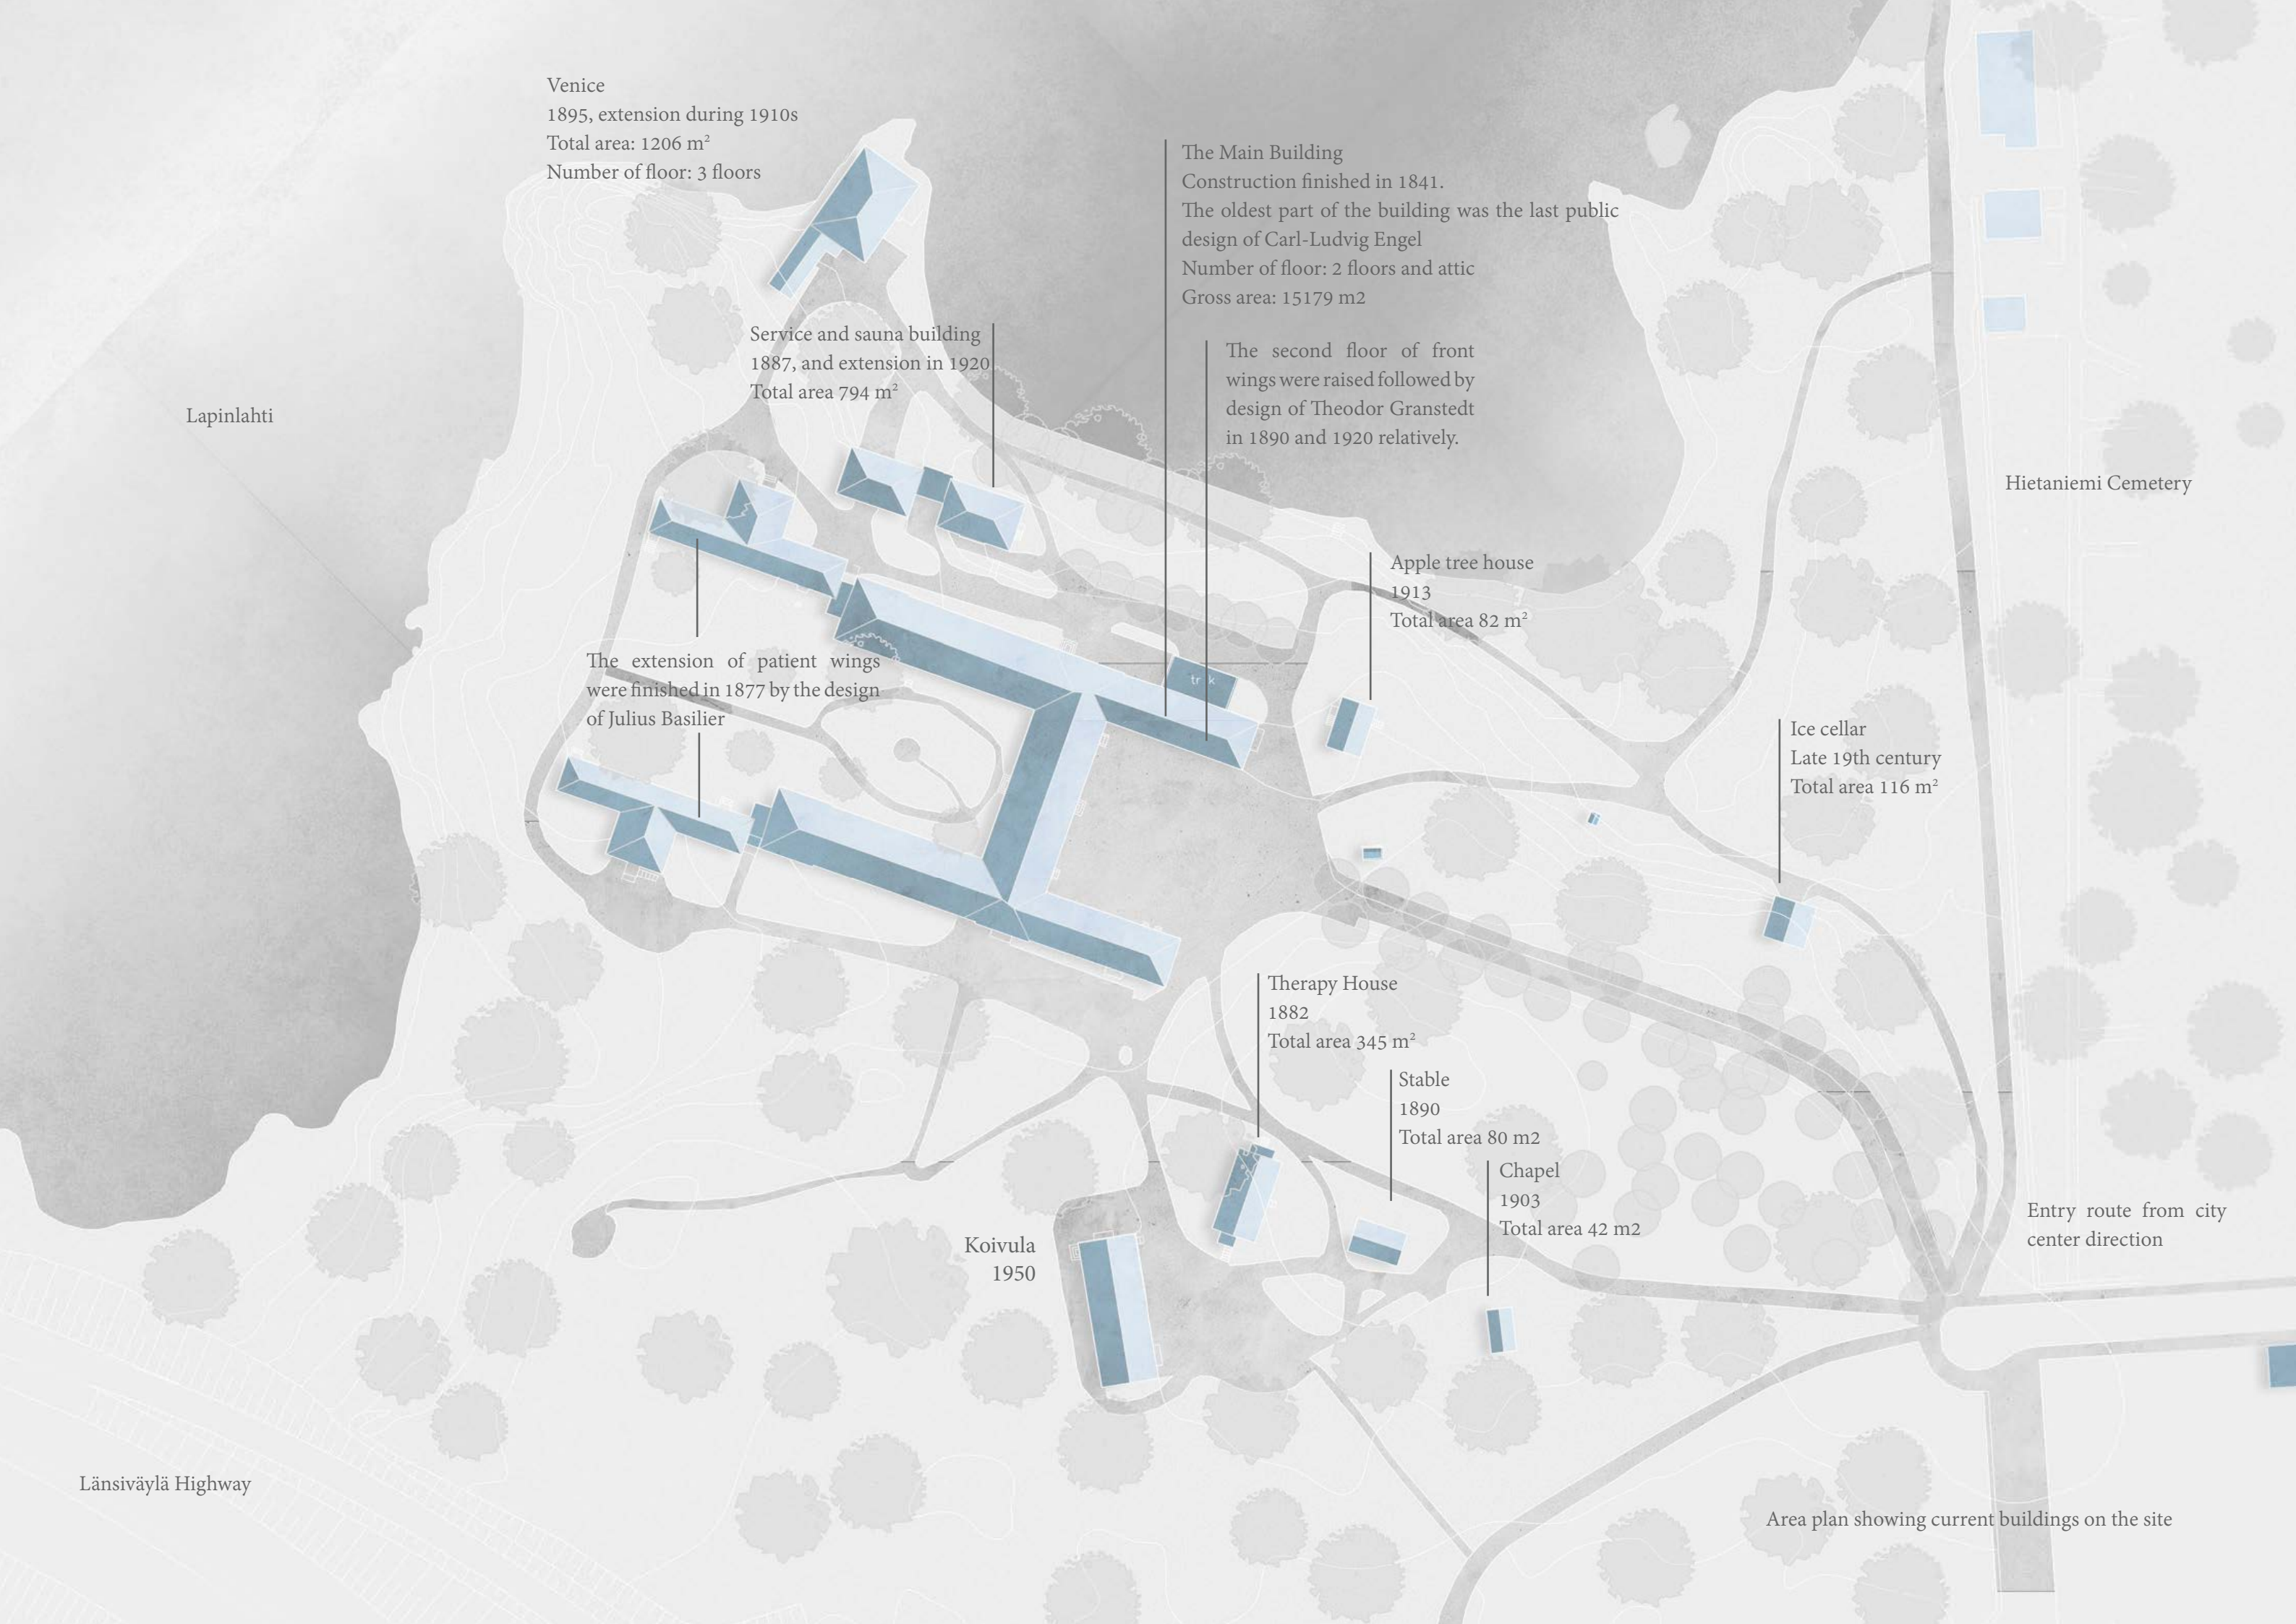 Venice
1895, extension during 1910s
Total area: 1206 m²
Number of floor: 3 floors
The Main Building
Construction finished in 1841.
The oldest part of the building was the last public
design of Carl-Ludvig Engel
Number of floor: 2 floors and attic
Gross area: 15179 m2
Service and sauna building
1887, and extension in 1920
Total area 794 m²
The second floor of front
wings were raised followed by
design of Theodor Granstedt
in 1890 and 1920 relatively.
Lapinlahti
Hietaniemi Cemetery
Apple tree house
1913
Total area 82 m²
The extension of patient wings
were finished in 1877 by the design
of Julius Basilier
Ice cellar
Late 19th century
Total area 116 m²
Therapy House
1882
Total area 345 m²
Stable
1890
Total area 80 m2
Chapel
1903
Total area 42 m2
Entry route from city
center direction
Koivula
1950
Länsiväylä Highway
Area plan showing current buildings on the site